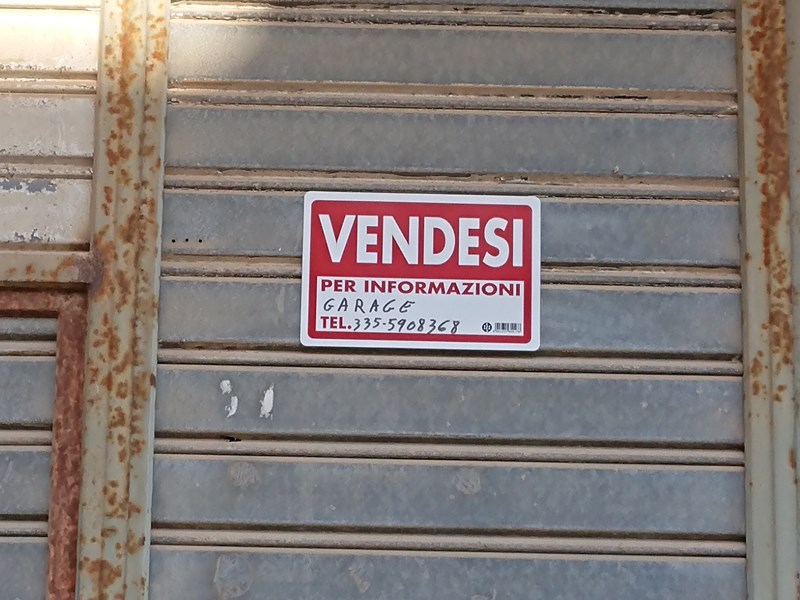 VENDESI
PER INFORMAZIONI
GARAGE
TEL.335-5908368